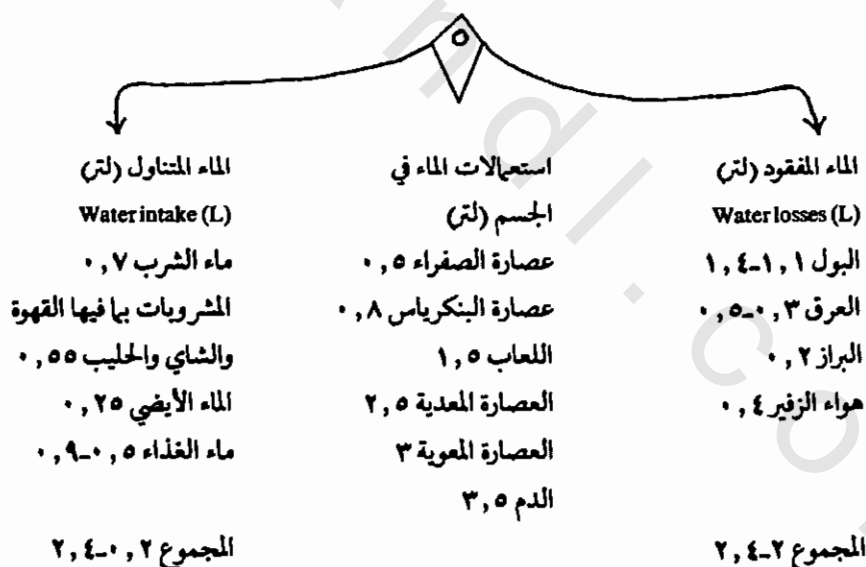 الماء المفقود (لتر)
Water losses (L)
البول ١,١-١,٤
العرق ٠,٣-٠,٥
البراز ٠,٢
هواء الزفير ٠,٤
المجموع ٢-٢,٤
استعمالات الماء في
الجسم (لتر)
عصارة الصفراء ٠,٥
عصارة البنكرياس ٠,٨
اللعاب ١,٥
العصارة المعدية ٢,٥
العصارة المعوية ٣
الدم ٣,٥
الماء المتناول (لتر)
Water intake (L)
ماء الشرب ٠,٧
المشروبات بما فيها القهوة
والشاي والحليب ٠,٥٥
الماء الأيضي ٠,٢٥
ماء الغذاء ٠,٥-٠,٩
المجموع ٠,٢-٢,٤